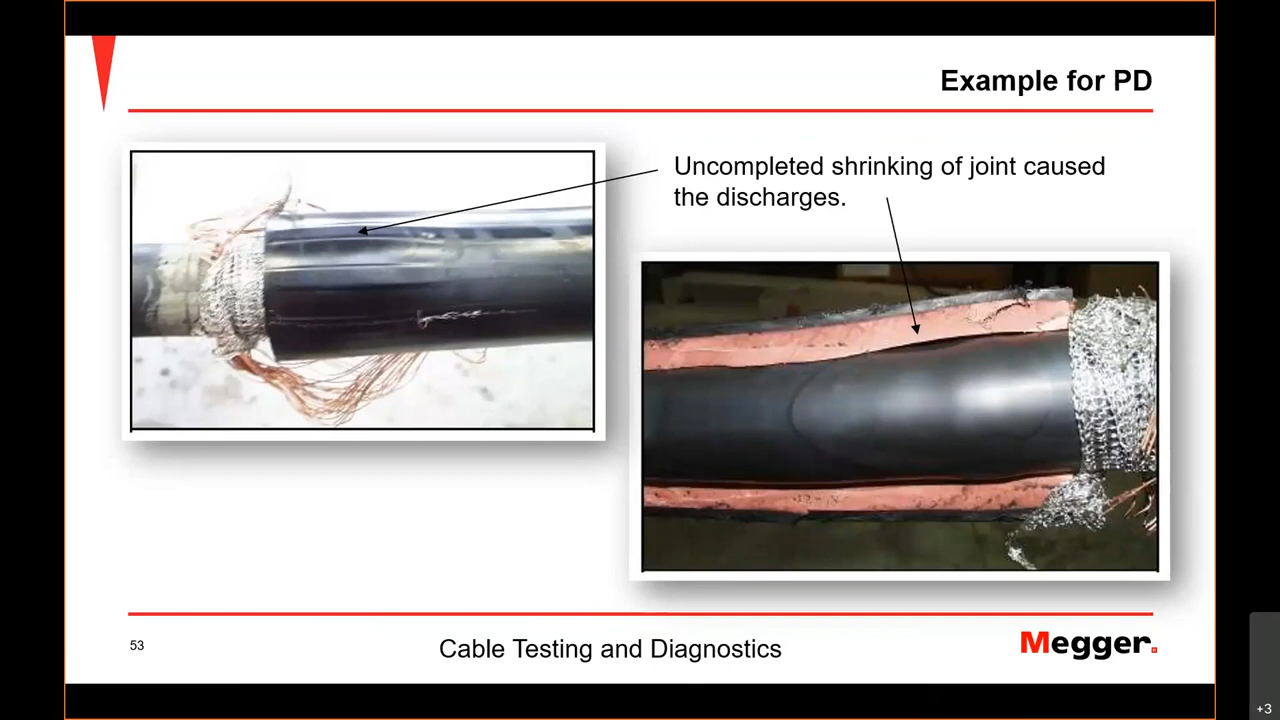 Example for PD
Uncompleted shrinking of joint caused
the discharges.
53
Cable Testing and Diagnostics
Megger.
+3